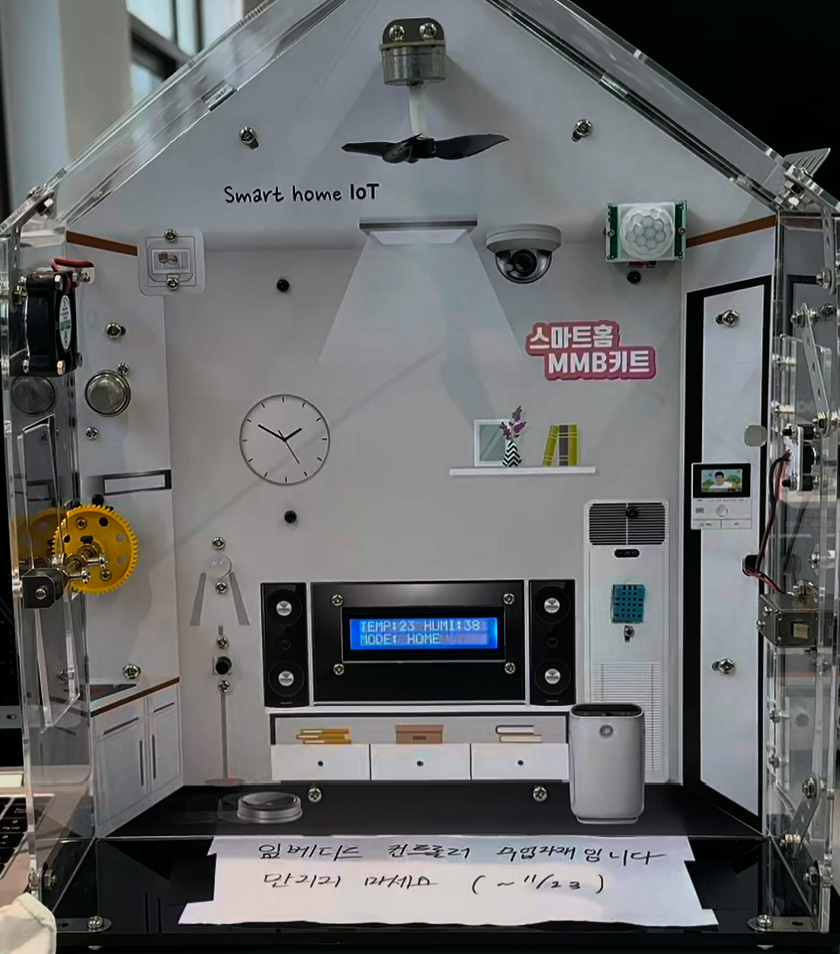 Smart home IoT
스마트홈
MMB키트
TEMP:23 HUMI:38
MODE: HOME
임베디드 컨트롤러 수업자재입니다
만지지 마세요 (~11/23)